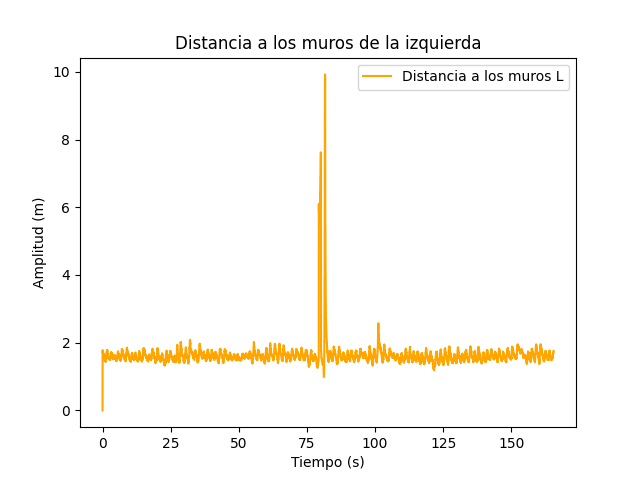 Distancia a los muros de la izquierda
Distancia a los muros L
10
8
6
4
2
0
Amplitud (m)
0 25 50 75 100 125 150
Tiempo (s)